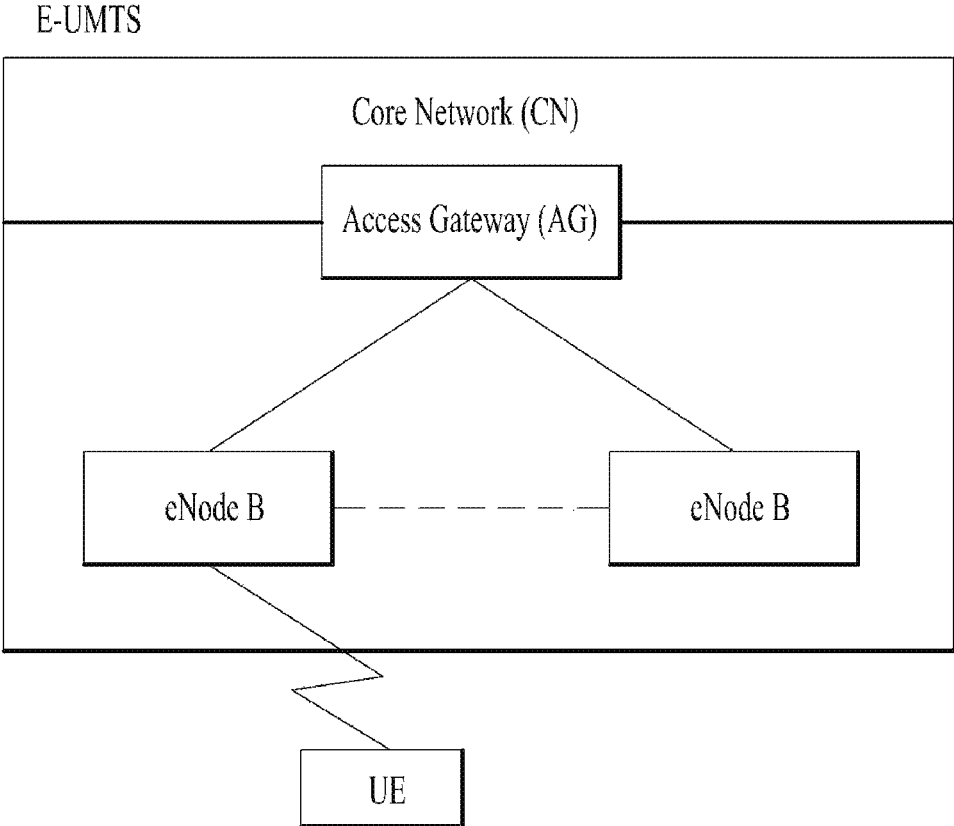 E-UMTS
Core Network (CN)
Access Gateway (AG)
eNode B
eNode B
UE